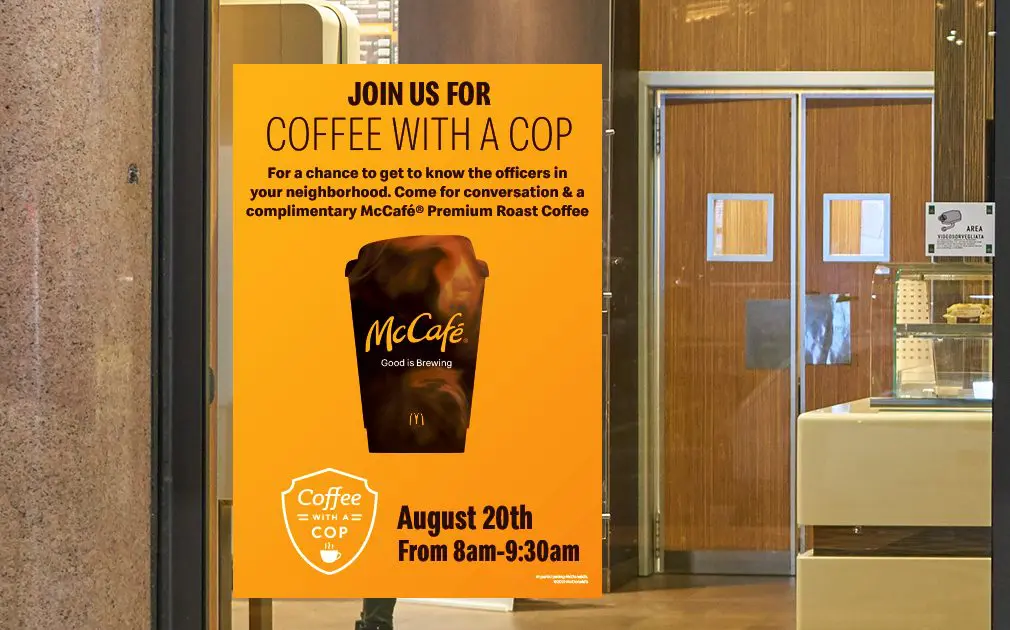 JOIN US FOR
COFFEE WITH A COP
For a chance to get to know the officers in
your neighborhood. Come for conversation & a
complimentary McCafé® Premium Roast Coffee
McCafé®
Good is Brewing
Coffee
WITH A
COP
August 20th
From 8am-9:30am
AREA
VIDEOSORVEGLIATA